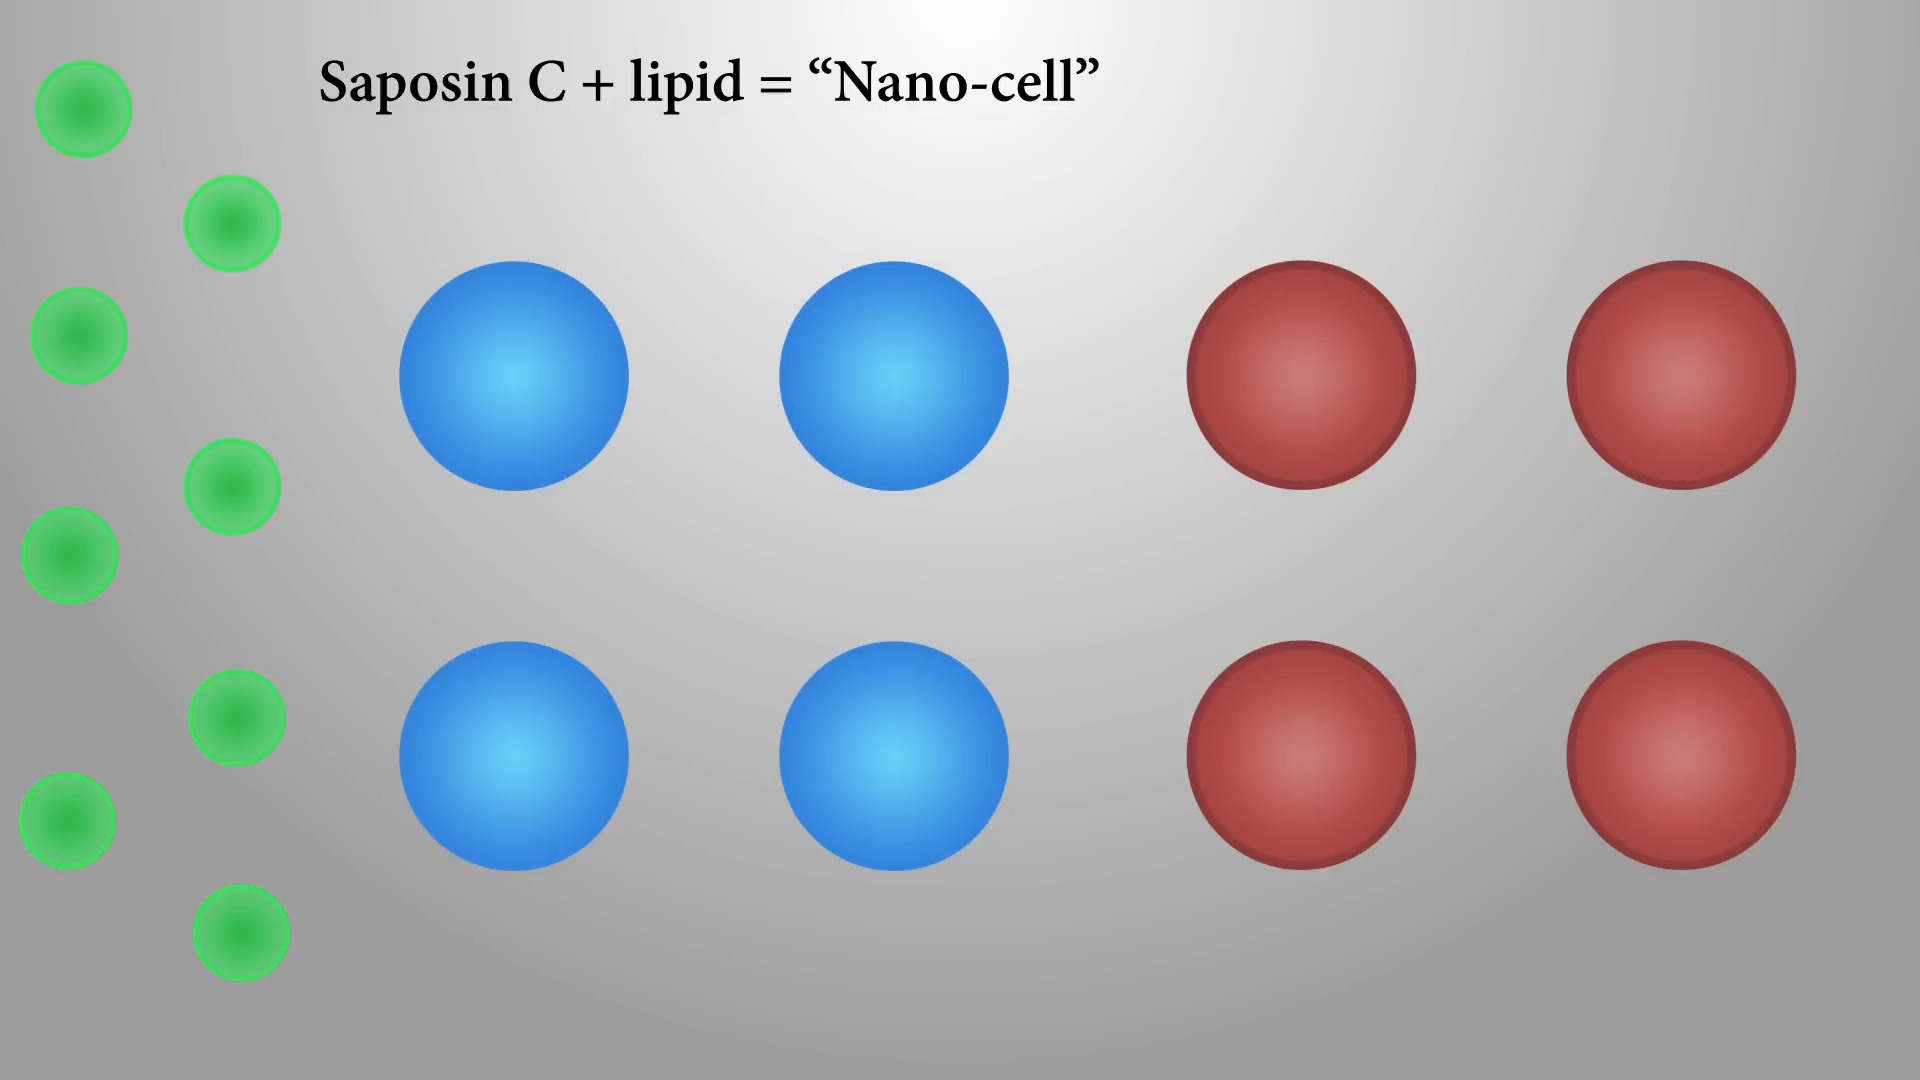 Saposin C + lipid = “Nano-cell”